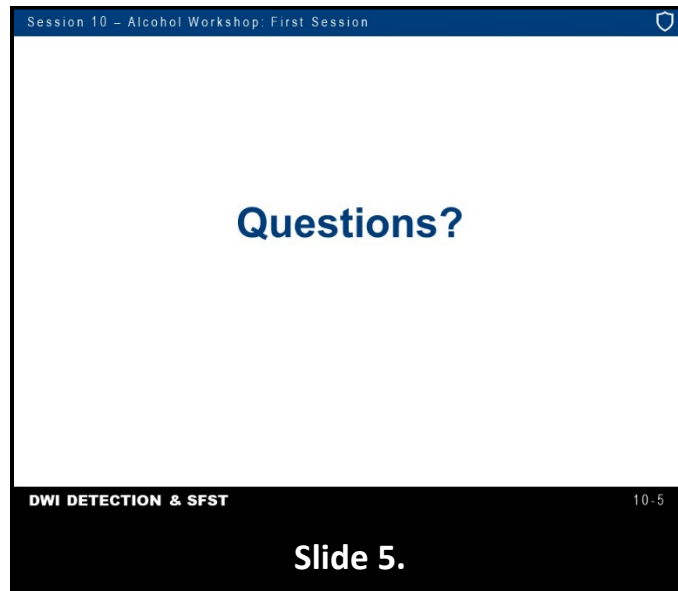 Session 10 – Alcohol Workshop: First Session
Questions?
DWI DETECTION & SFST
10-5
Slide 5.